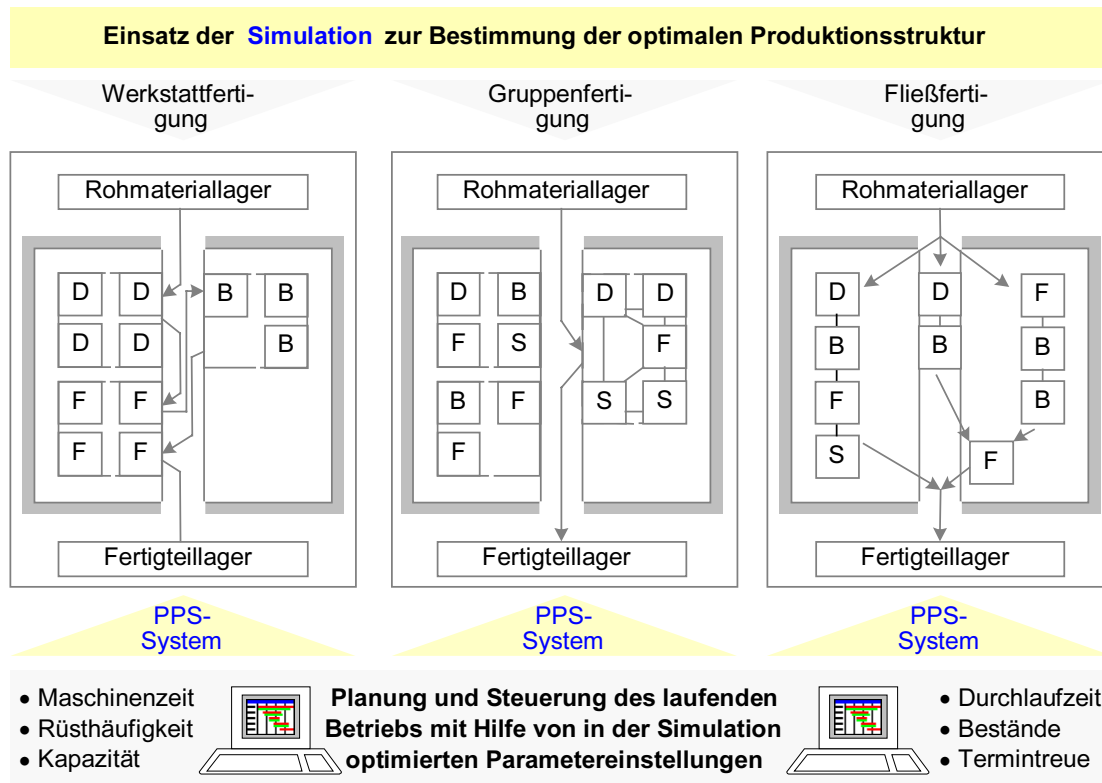 Einsatz der Simulation zur Bestimmung der optimalen Produktionsstruktur
Werkstattferti-
gung
Rohmateriallager
D D B B
D D B
F F
F F
Fertigteillager
PPS-
System
Gruppenferti-
gung
Rohmateriallager
D B D D
F S F
B F S S
F
Fertigteillager
PPS-
System
Fließferti-
gung
Rohmateriallager
D D F
B B B
F B
S F
Fertigteillager
PPS-
System
• Maschinenzeit
• Rüsthäufigkeit
• Kapazität
Planung und Steuerung des laufenden
Betriebs mit Hilfe von in der Simulation
optimierten Parametereinstellungen
• Durchlaufzeit
• Bestände
• Termintreue